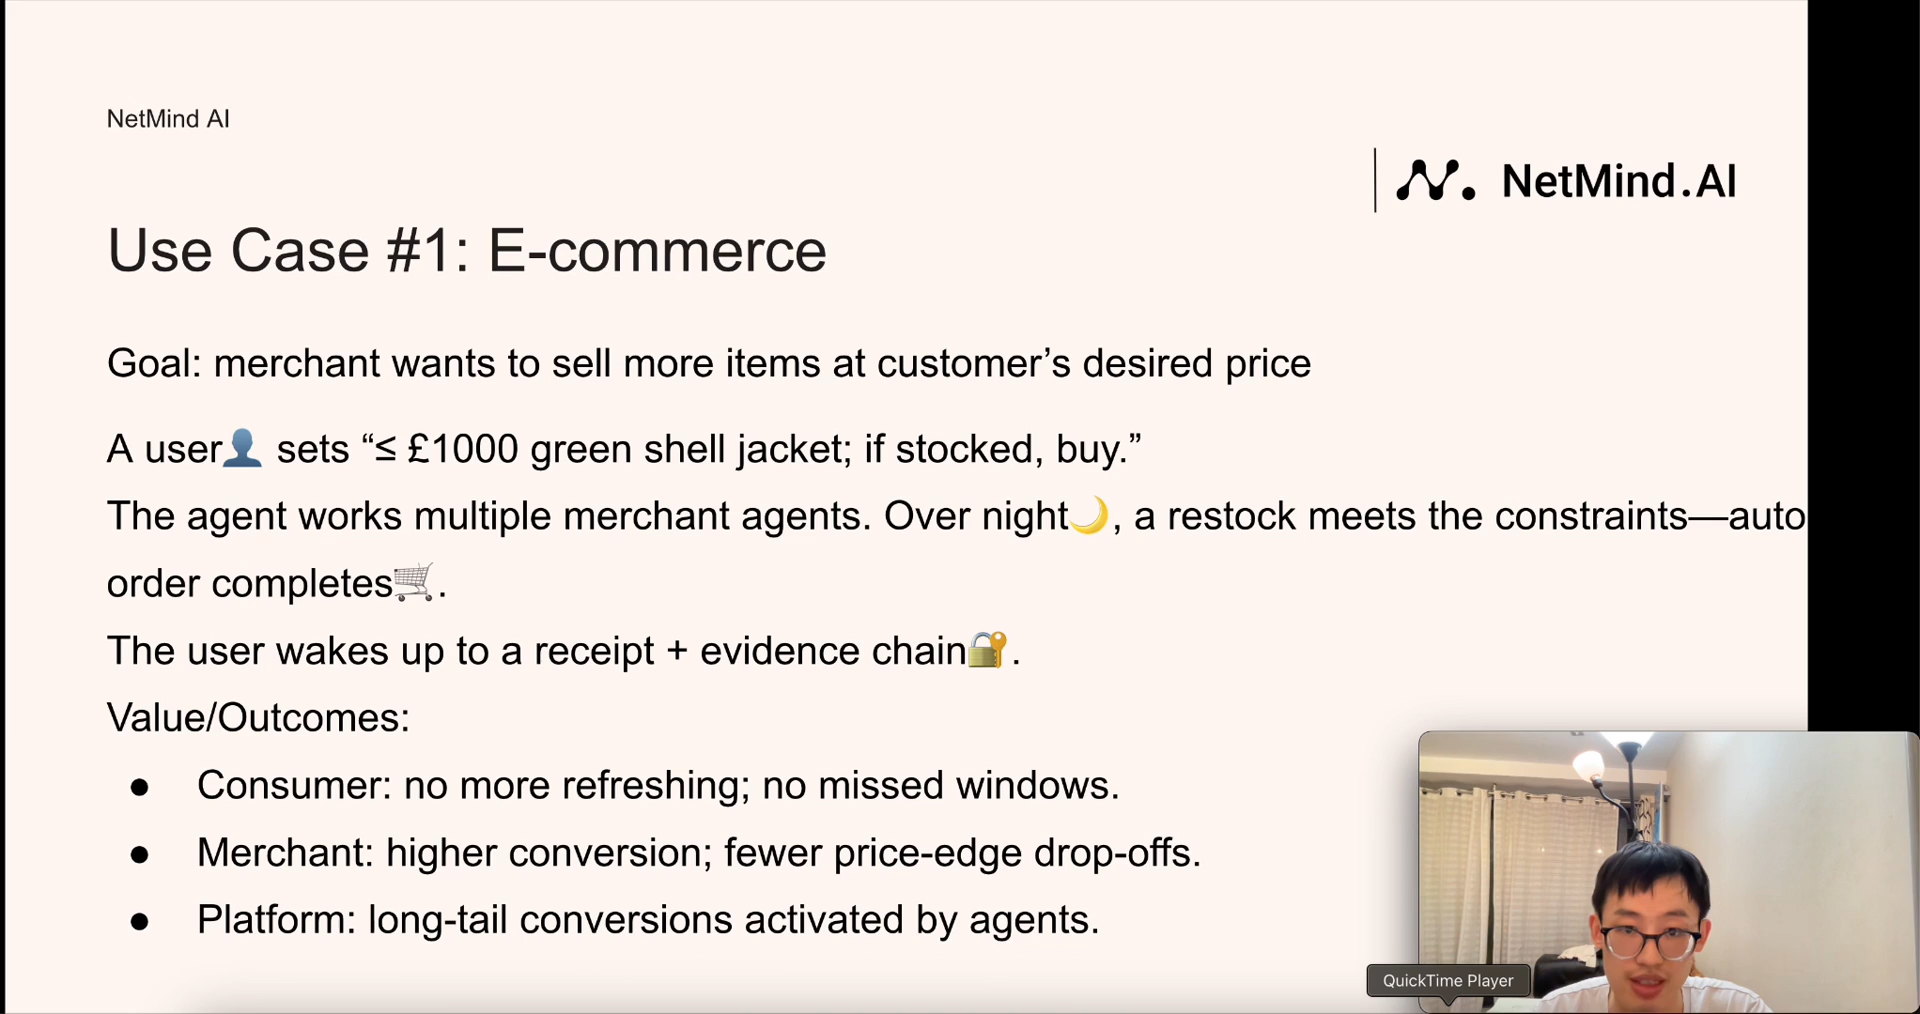 NetMind AI
NetMind.AI
Use Case #1: E-commerce
Goal: merchant wants to sell more items at customer’s desired price
A user👤 sets “≤ £1000 green shell jacket; if stocked, buy.”
The agent works multiple merchant agents. Over night🌙, a restock meets the constraints—auto
order completes🛒.
The user wakes up to a receipt + evidence chain🔐.
Value/Outcomes:
● Consumer: no more refreshing; no missed windows.
● Merchant: higher conversion; fewer price-edge drop-offs.
● Platform: long-tail conversions activated by agents.
QuickTime Player